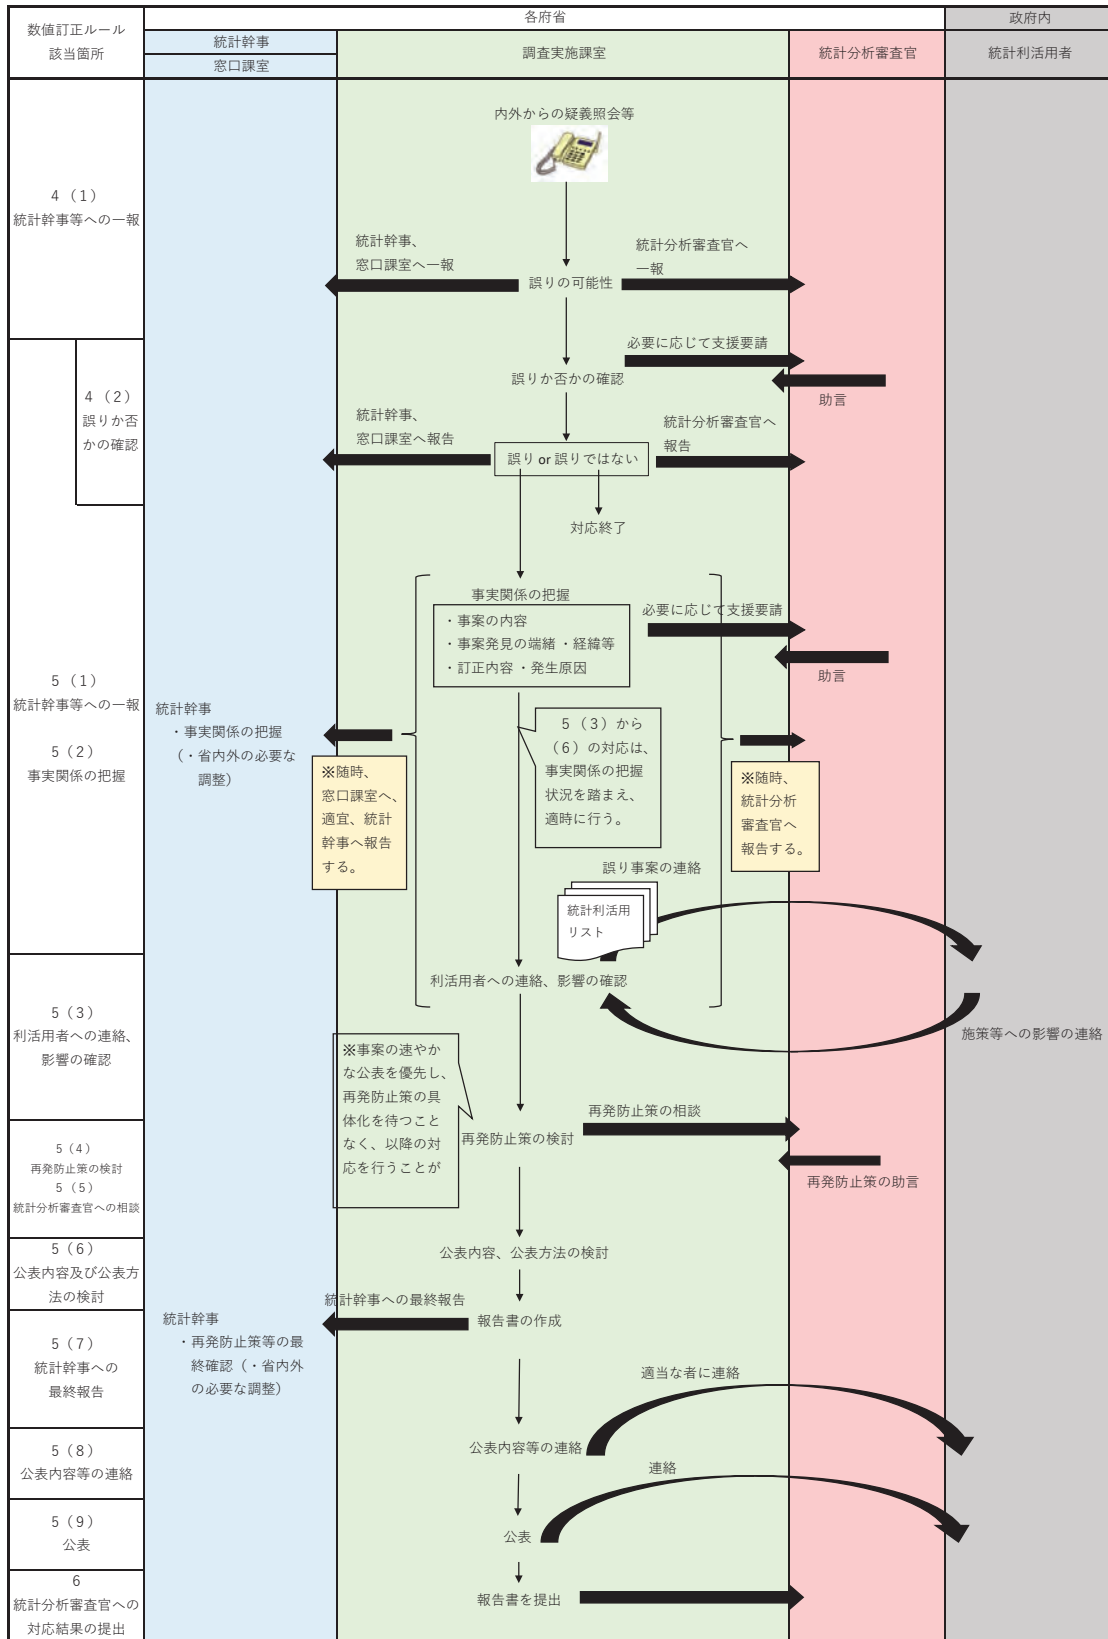 数値訂正ルール
該当箇所
各府省
政府内
統計幹事
窓口課室
調査実施課室
統計分析審査官
統計利活用者
4（1）
統計幹事等への一報
内外からの疑義照会等
統計幹事、
窓口課室へ一報
統計分析審査官へ
一報
誤りの可能性
4（2）
誤りか否
かの確認
必要に応じて支援要請
誤りか否かの確認
助言
統計幹事、
窓口課室へ報告
統計分析審査官へ
報告
誤り or 誤りではない
対応終了
5（1）
統計幹事等への一報
5（2）
事実関係の把握
事実関係の把握
・事案の内容
・事案発見の端緒・経緯等
・訂正内容・発生原因
必要に応じて支援要請
助言
統計幹事
・事実関係の把握
（・省内外の必要な
調整）
※随時、
窓口課室へ、
適宜、統計
幹事へ報告
する。
5（3）から
（6）の対応は、
事実関係の把握
状況を踏まえ、
適時に行う。
※随時、
統計分析
審査官へ
報告する。
誤り事案の連絡
統計利活用
リスト
利活用者への連絡、影響の確認
5（3）
利活用者への連絡、
影響の確認
施策等への影響の連絡
※事案の速やか
な公表を優先し、
再発防止策の具
体化を待つこと
なく、以降の対
応を行うことが
再発防止策の相談
再発防止策の検討
再発防止策の助言
5（4）
再発防止策の検討
5（5）
統計分析審査官への相談
5（6）
公表内容及び公表方
法の検討
公表内容、公表方法の検討
統計幹事への最終報告
報告書の作成
統計幹事
・再発防止策等の最
終確認（・省内外
の必要な調整）
5（7）
統計幹事への
最終報告
適当な者に連絡
5（8）
公表内容等の連絡
公表内容等の連絡
連絡
5（9）
公表
公表
6
統計分析審査官への
対応結果の提出
報告書を提出